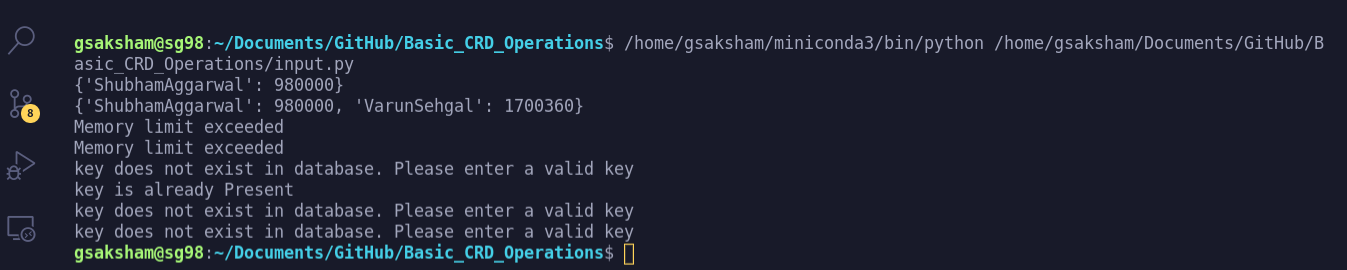 gsaksham@sg98:~/Documents/GitHub/Basic_CRD_Operations$ /home/gsaksham/miniconda3/bin/python /home/gsaksham/Documents/GitHub/B
asic_CRD_Operations/input.py
{'ShubhamAggarwal': 980000}
{'ShubhamAggarwal': 980000, 'VarunSehgal': 1700360}
8
Memory limit exceeded
Memory limit exceeded
key does not exist in database. Please enter a valid key
key is already Present
key does not exist in database. Please enter a valid key
key does not exist in database. Please enter a valid key
gsaksham@sg98:~/Documents/GitHub/Basic_CRD_Operations$